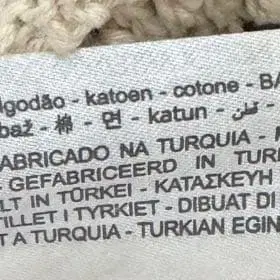 lgodão - katoen - cotone - BA
baž - 棉 - 면 - katun - قطن -
FABRICADO NA TURQUIA -
- GEFABRICEERD IN TUR
LT IN TÜRKEI - ΚΑΤΑΣΚΕΥΗ
TILLET I TYRKIET - DIBUAT DI
T A TURQUIA - TURKIAN EGIN